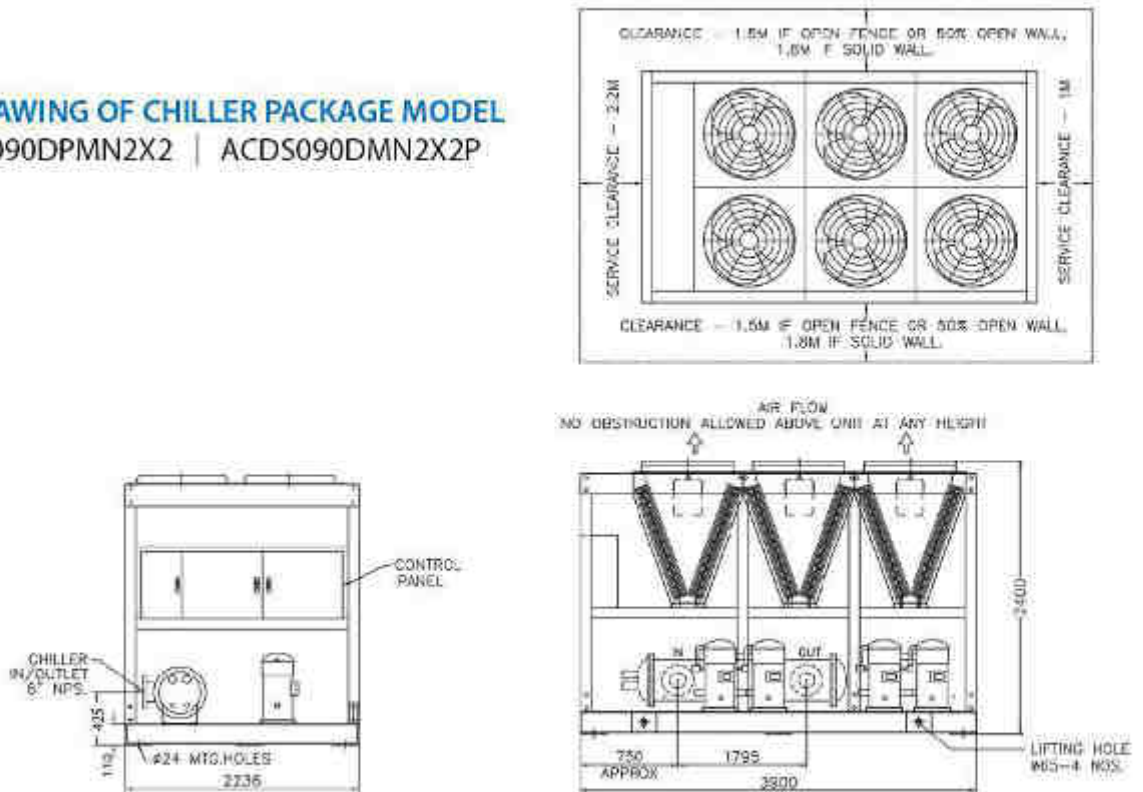 AWING OF CHILLER PACKAGE MODEL
090DPMN2X2 | ACDS090DMN2X2P
CLEARANCE - 1.5M IF OPEN FENCE OR 50% OPEN WALL,
1.8M IF SOLID WALL.
SERVICE CLEARANCE - 2.2M
SERVICE CLEARANCE - 1M
CLEARANCE - 1.5M IF OPEN FENCE OR 50% OPEN WALL,
1.8M IF SOLID WALL.
AIR FLOW
NO OBSTRUCTION ALLOWED ABOVE UNIT AT ANY HEIGHT
CONTROL
PANEL
CHILLER
IN/OUTLET
NPS.
425
110
ø24 MTG.HOLES
2236
IN
OUT
2400
750
APPROX
1795
3900
LIFTING HOLE
4 NOS.